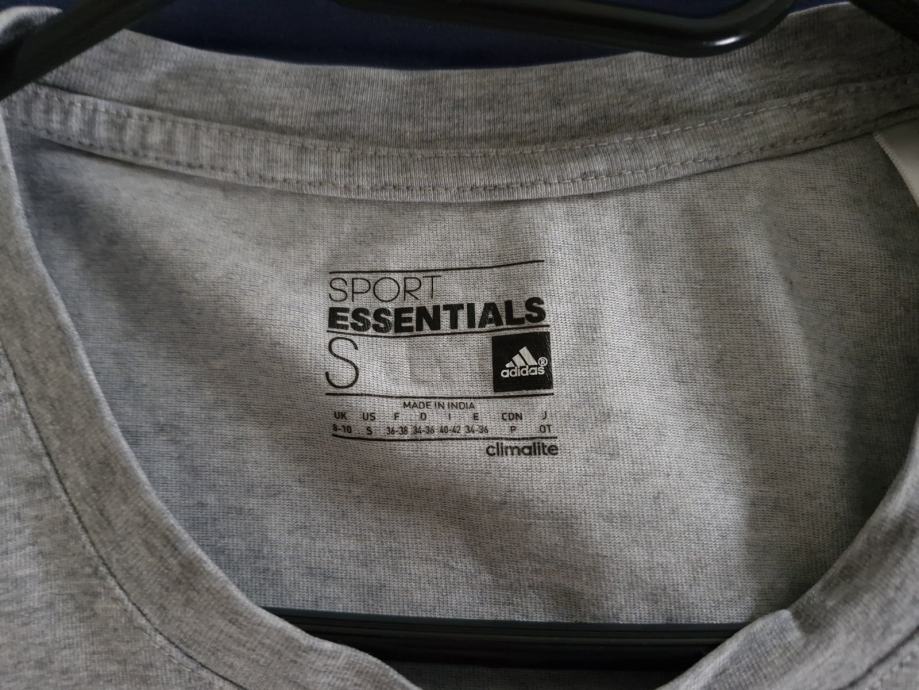 SPORT
ESSENTIALS
S
adidas®
MADE IN INDIA
UK US F D I E CDN J
8-10 S 36-38 34-36 40-42 34-36 P OT
climalite